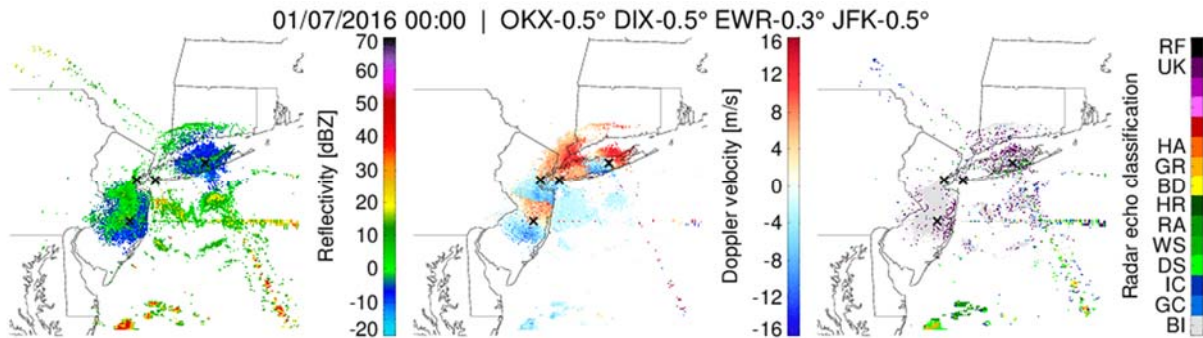 01/07/2016 00:00 | OKX-0.5° DIX-0.5° EWR-0.3° JFK-0.5°
70
60
50
40
30
20
10
0
-10
-20
Reflectivity [dBZ]
16
12
8
4
0
-4
-8
-12
-16
Doppler velocity [m/s]
RF
UK
HA
GR
BD
HR
RA
WS
DS
IC
GC
BI
Radar echo classification